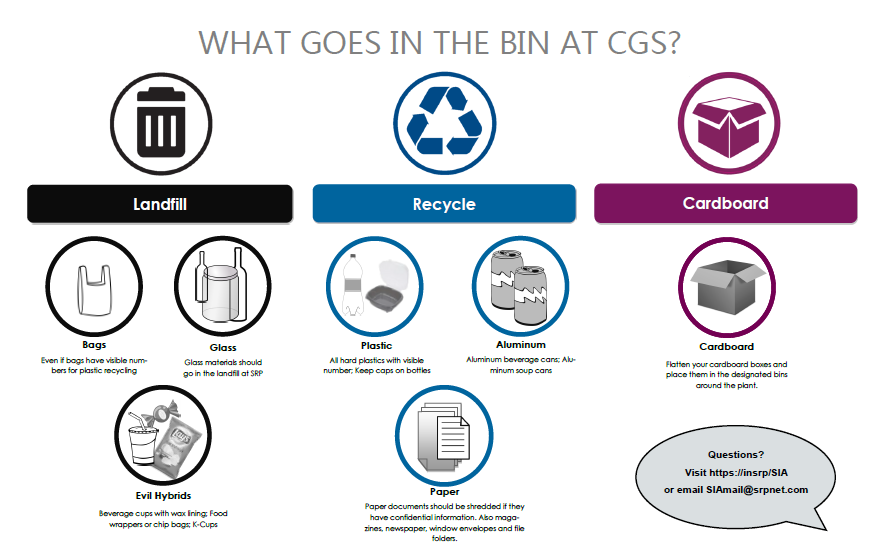 WHAT GOES IN THE BIN AT CGS?
Landfill
Recycle
Cardboard
Bags
Even if bags have visible num-
bers for plastic recycling
Glass
Glass materials should
go in the landfill at SRP
Plastic
All hard plastics with visible
number; Keep caps on bottles
Aluminum
Aluminum beverage cans; Alu-
minum soup cans
Cardboard
Flatten your cardboard boxes and
place them in the designated bins
around the plant.
Evil Hybrids
Beverage cups with wax lining; Food
wrappers or chip bags; K-Cups
Paper
Paper documents should be shredded if they
have confidential information. Also maga-
zines, newspaper, window envelopes and file
folders.
Questions?
Visit https://insrp/SIA
or email SIAmail@srpnet.com